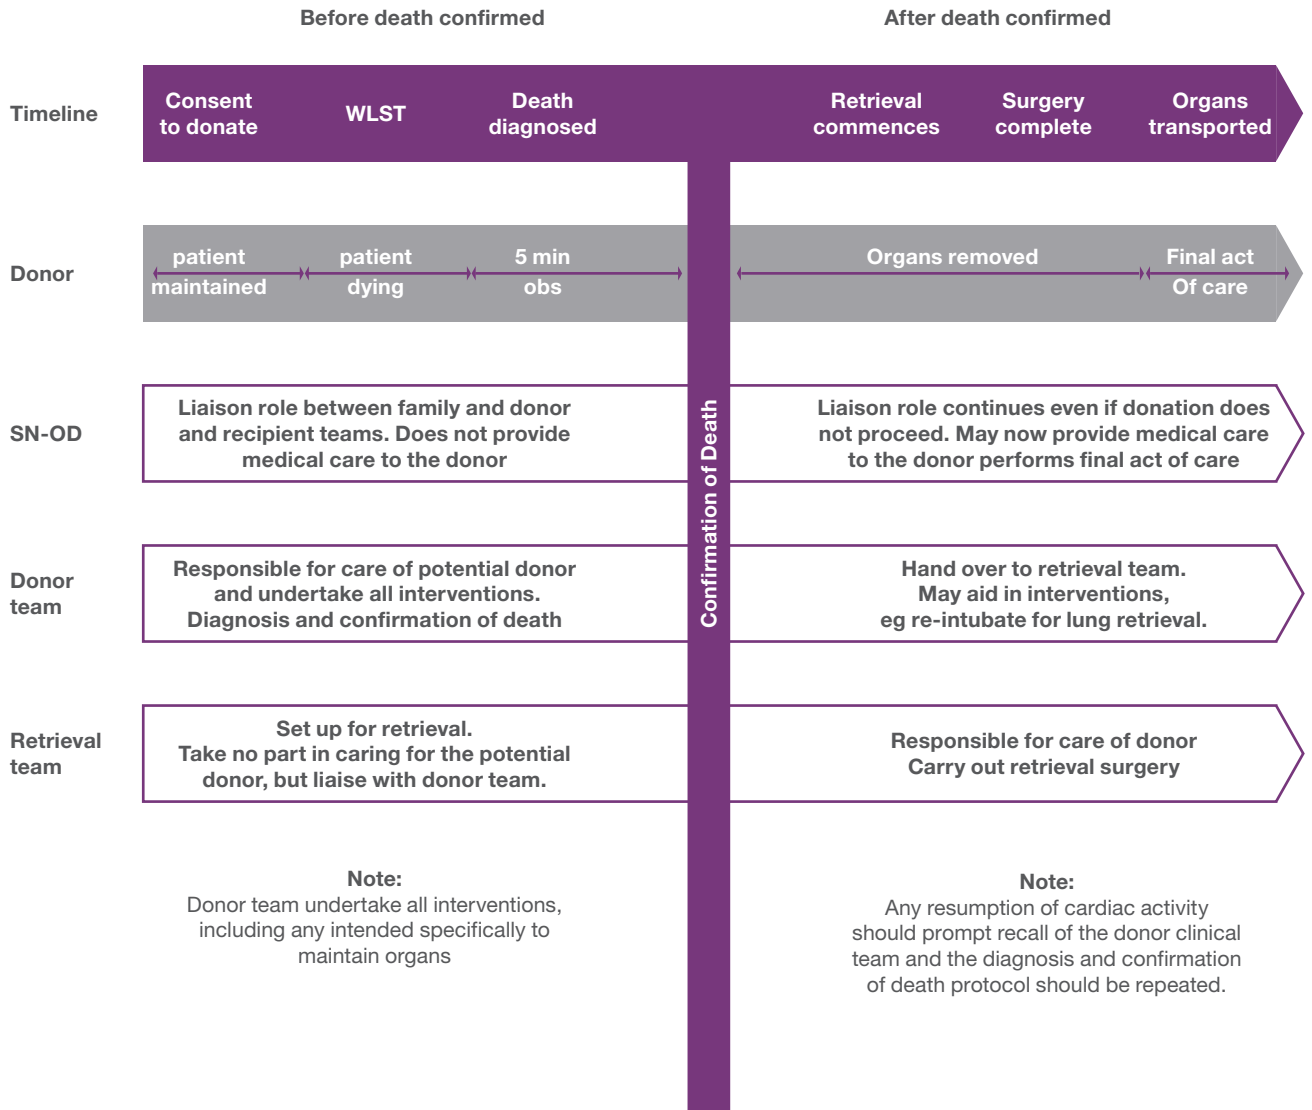 Before death confirmed
After death confirmed
Timeline
Consent
to donate
WLST
Death
diagnosed
Retrieval
commences
Surgery
complete
Organs
transported
Donor
patient
maintained
patient
dying
5 min
obs
Organs removed
Final act
Of care
SN-OD
Liaison role between family and donor
and recipient teams. Does not provide
medical care to the donor
Confirmation of Death
Liaison role continues even if donation does
not proceed. May now provide medical care
to the donor performs final act of care
Donor
team
Responsible for care of potential donor
and undertake all interventions.
Diagnosis and confirmation of death
Hand over to retrieval team.
May aid in interventions,
eg re-intubate for lung retrieval.
Retrieval
team
Set up for retrieval.
Take no part in caring for the potential
donor, but liaise with donor team.
Responsible for care of donor
Carry out retrieval surgery
Note:
Donor team undertake all interventions,
including any intended specifically to
maintain organs
Note:
Any resumption of cardiac activity
should prompt recall of the donor clinical
team and the diagnosis and confirmation
of death protocol should be repeated.